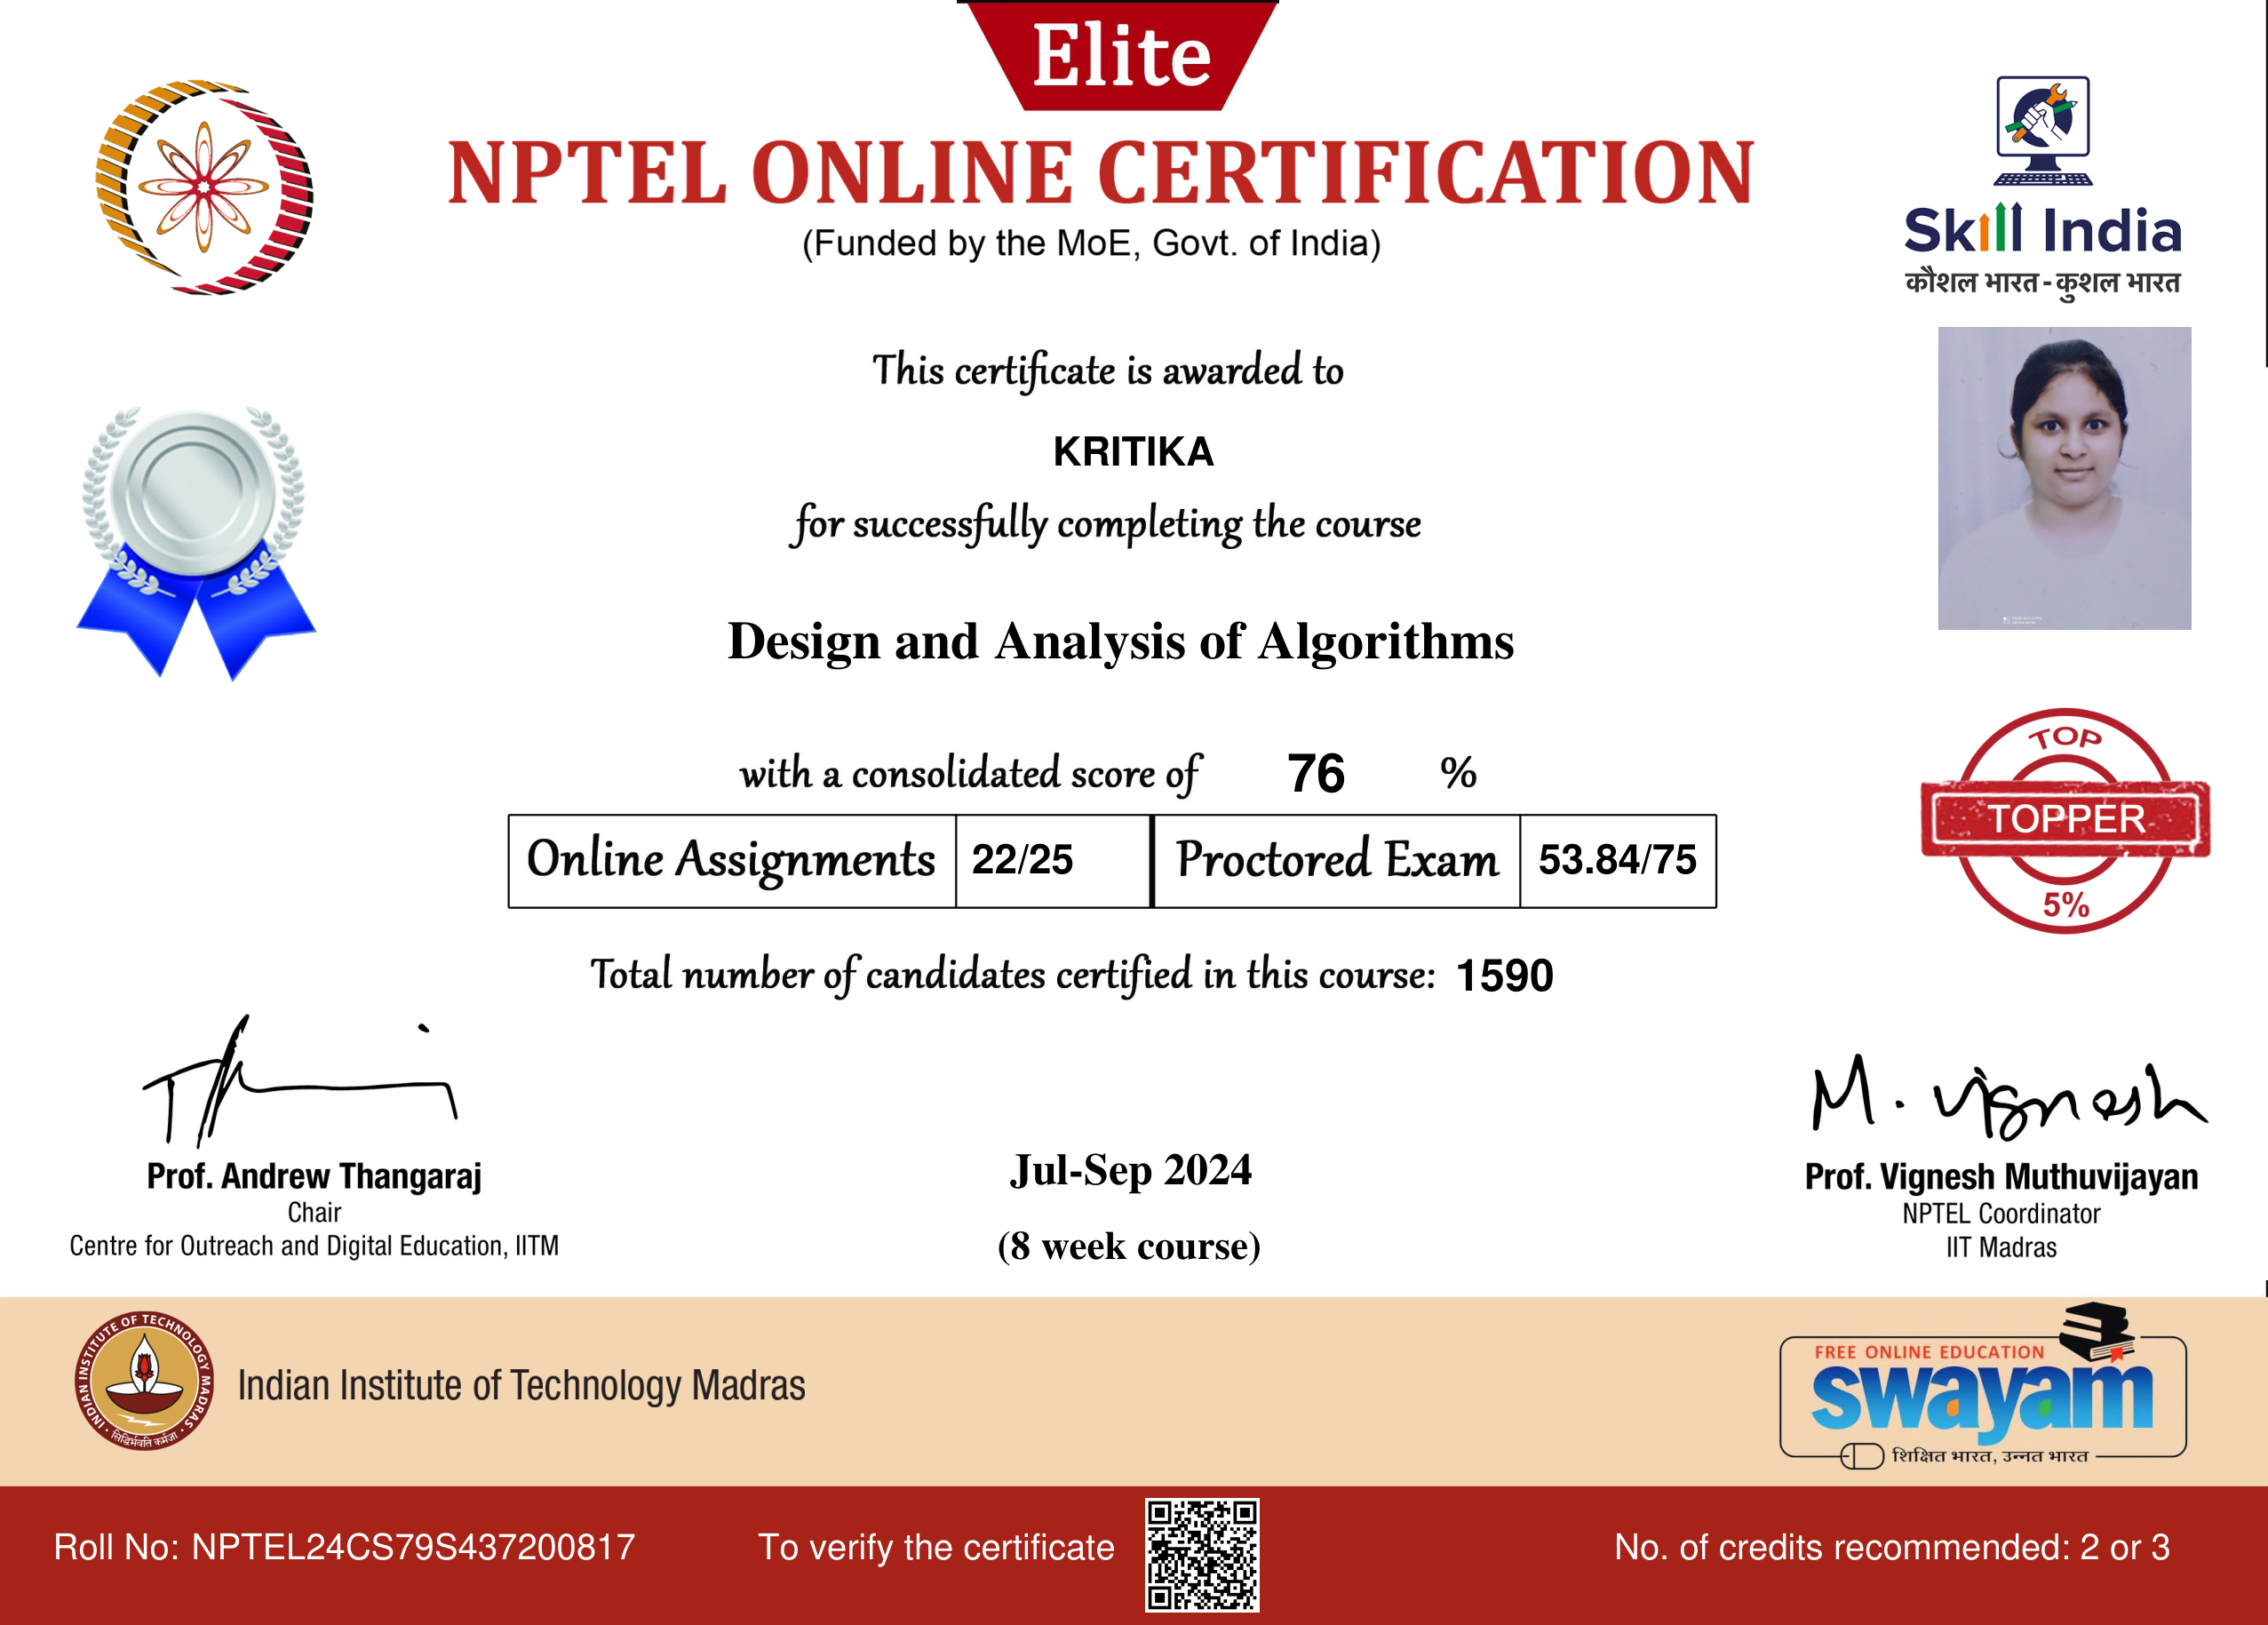 Elite
NPTEL ONLINE CERTIFICATION
(Funded by the MoE, Govt. of India)
Skill India
कौशल भारत - कुशल भारत
This certificate is awarded to
KRITIKA
for successfully completing the course
Design and Analysis of Algorithms
with a consolidated score of 76 %
Online Assignments 22/25 Proctored Exam 53.84/75
TOP
TOPPER
5%
Total number of candidates certified in this course: 1590
M. Vignesh
Prof. Andrew Thangaraj
Chair
Centre for Outreach and Digital Education, IITM
Jul-Sep 2024
(8 week course)
Prof. Vignesh Muthuvijayan
NPTEL Coordinator
IIT Madras
INDIAN INSTITUTE OF TECHNOLOGY MADRAS
सिद्धिर्भवति कर्मजा
Indian Institute of Technology Madras
FREE ONLINE EDUCATION
swayam
शिक्षित भारत, उन्नत भारत
Roll No: NPTEL24CS79S437200817
To verify the certificate
No. of credits recommended: 2 or 3